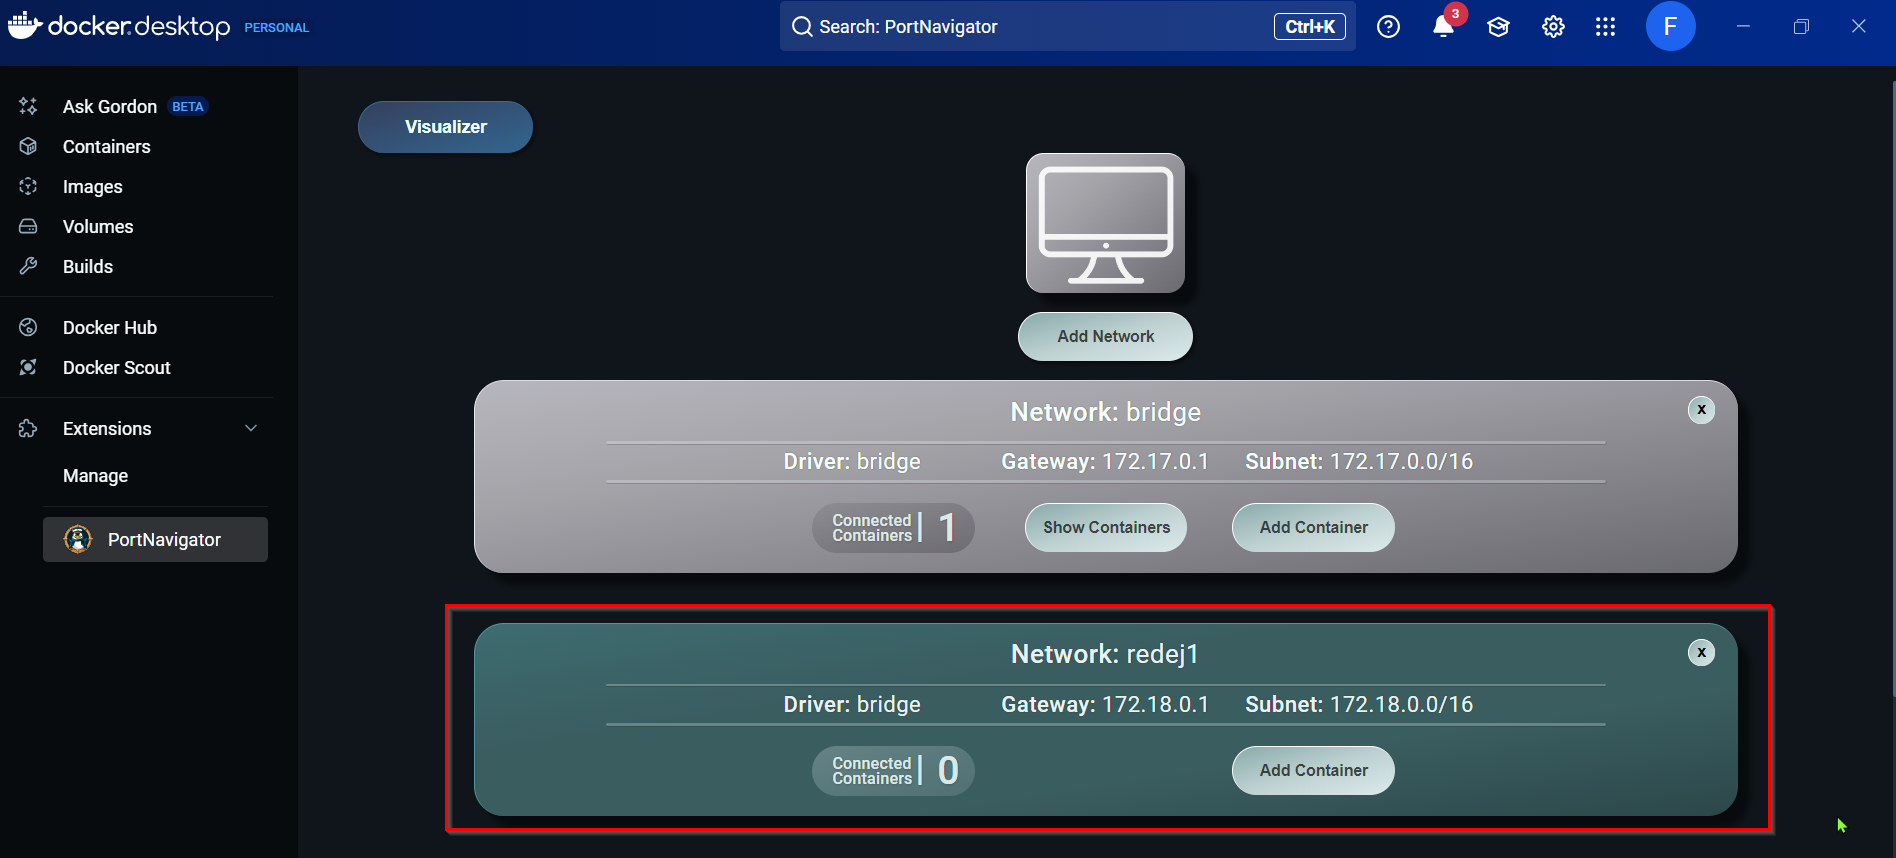 docker.desktop PERSONAL
Search: PortNavigator Ctrl+K
3
F
Ask Gordon BETA
Containers
Images
Volumes
Builds
Docker Hub
Docker Scout
Extensions
Manage
PortNavigator
Visualizer
Add Network
Network: bridge
x
Driver: bridge Gateway: 172.17.0.1 Subnet: 172.17.0.0/16
Connected
Containers 1
Show Containers
Add Container
Network: redej1
x
Driver: bridge Gateway: 172.18.0.1 Subnet: 172.18.0.0/16
Connected
Containers 0
Add Container